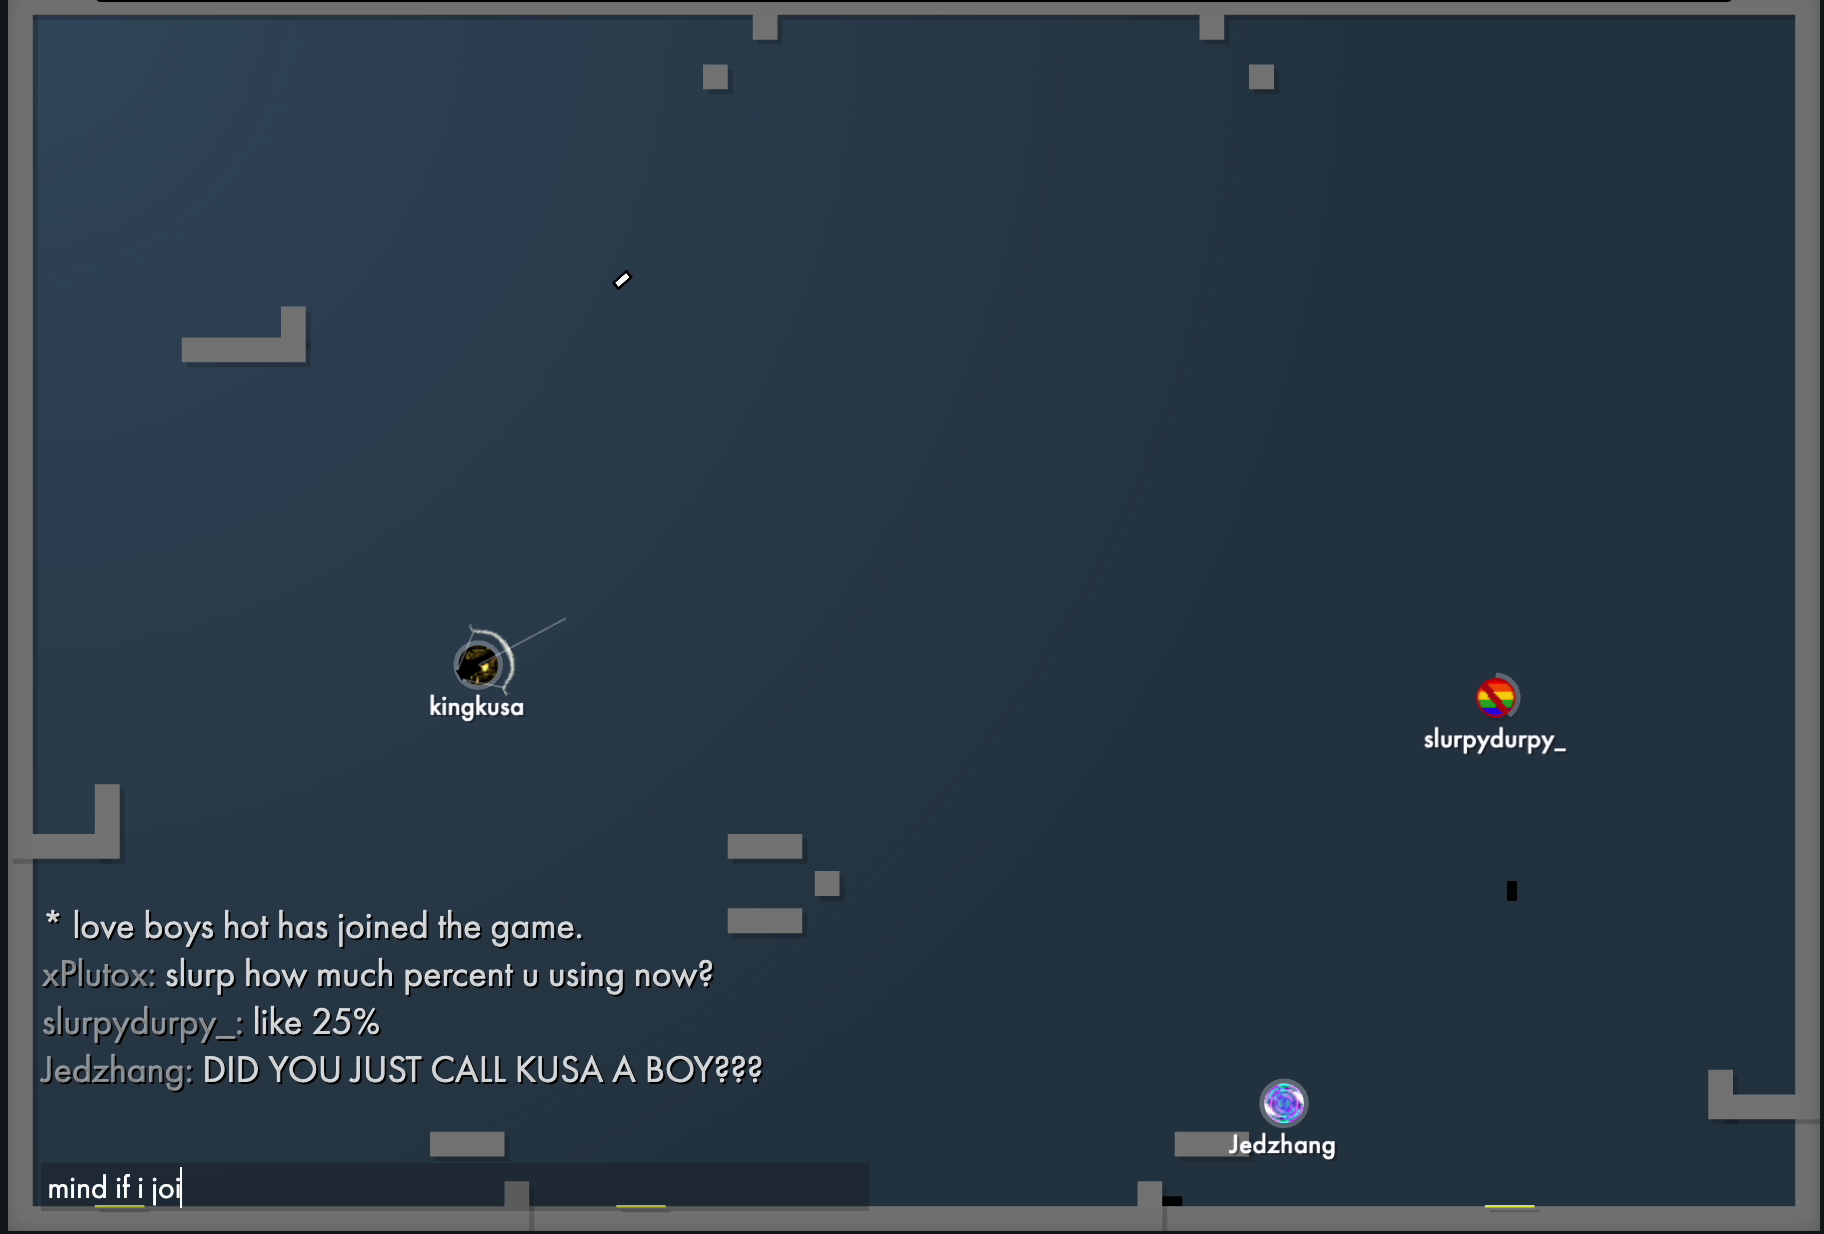 kingkusa
slurpydurpy_
* love boys hot has joined the game.
xPlutox: slurp how much percent u using now?
slurpydurpy_: like 25%
Jedzhang: DID YOU JUST CALL KUSA A BOY???
Jedzhang
mind if i joi